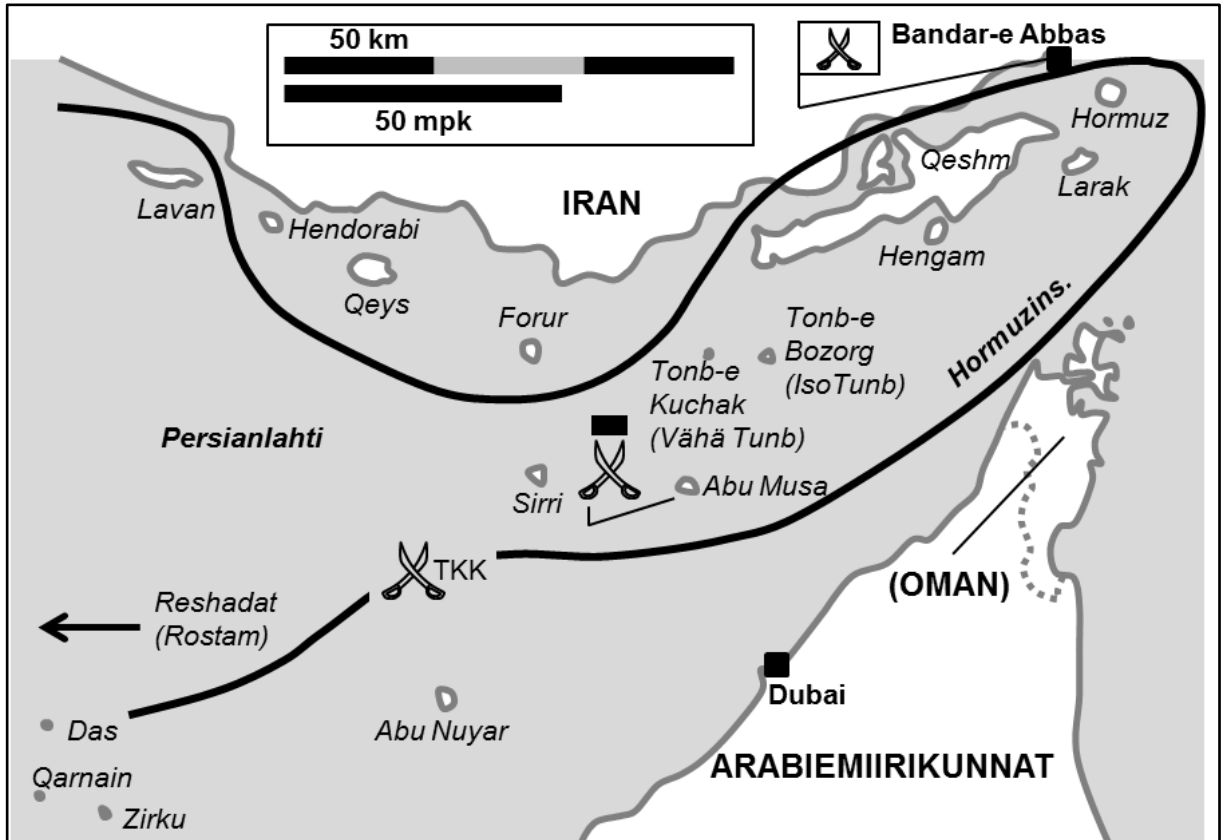 50 km
50 mpk
Bandar-e Abbas
Hormuz
Qeshm
Larak
IRAN
Lavan
Hendorabi
Hengam
Qeys
Forur
Tonb-e
Bozorg
(IsoTunb)
Hormuzins.
Tonb-e
Kuchak
(Vähä Tunb)
Persianlahti
Sirri
Abu Musa
TKK
(OMAN)
Reshadat
(Rostam)
Dubai
Das
Abu Nuyar
ARABIEMIIRIKUNNAT
Qarnain
Zirku